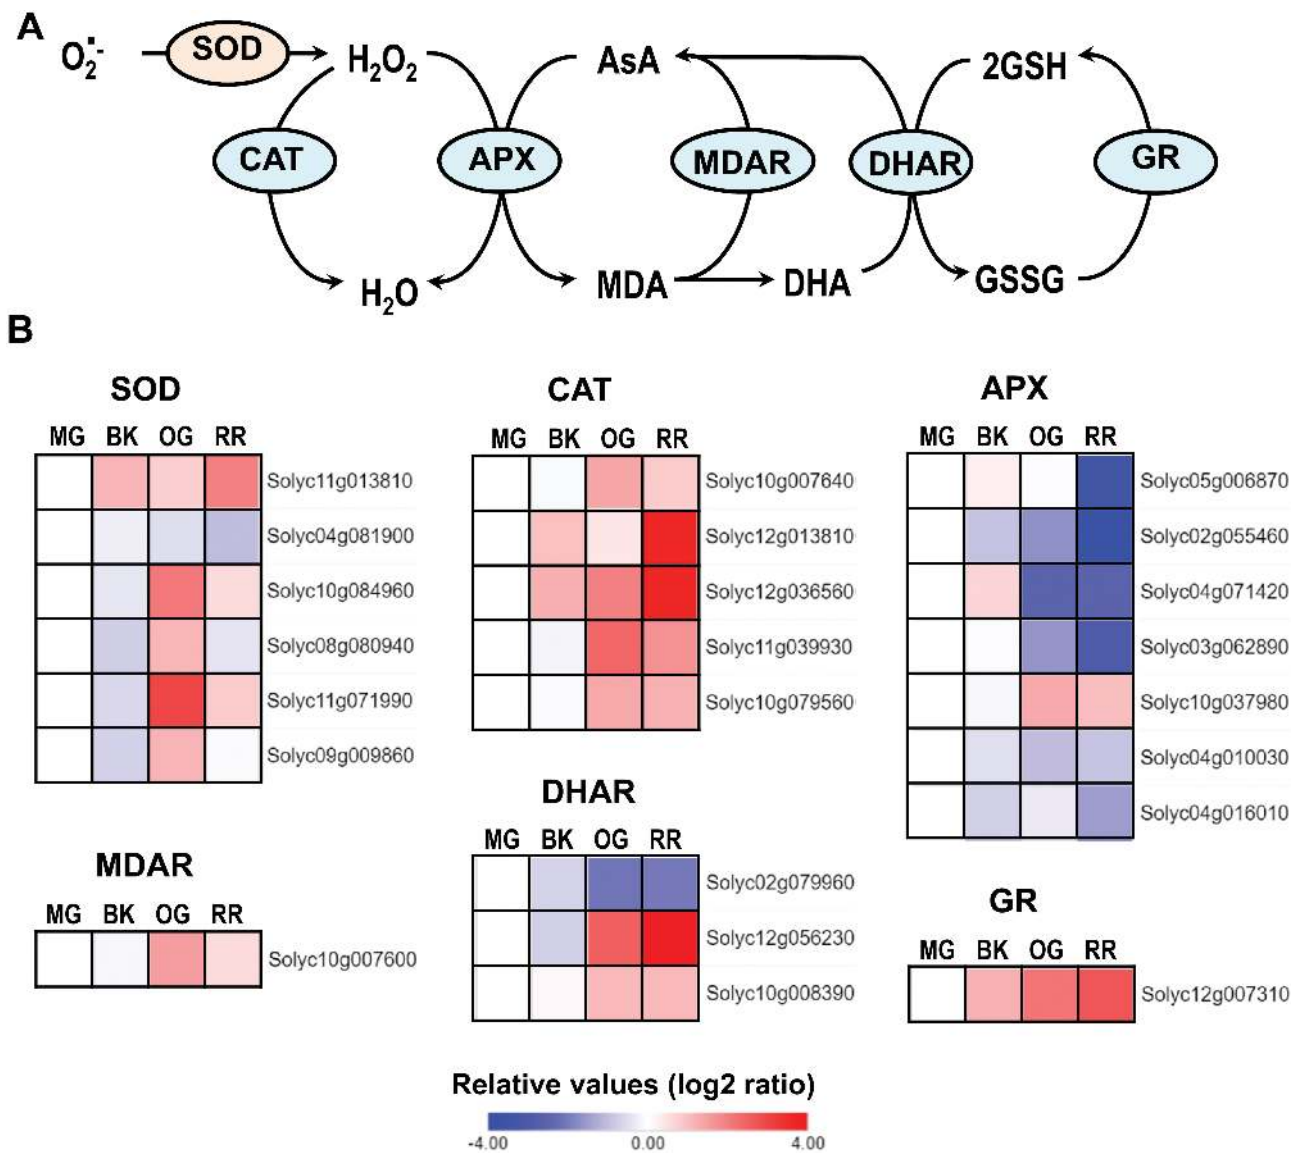 A
O2•- SOD H2O2 AsA 2GSH
CAT APX MDAR DHAR GR
H2O MDA DHA GSSG
B
SOD
MG BK OG RR
Solyc11g013810
Solyc04g081900
Solyc10g084960
Solyc08g080940
Solyc11g071990
Solyc09g009860
CAT
MG BK OG RR
Solyc10g007640
Solyc12g013810
Solyc12g036560
Solyc11g039930
Solyc10g079560
APX
MG BK OG RR
Solyc05g006870
Solyc02g055460
Solyc04g071420
Solyc03g062890
Solyc10g037980
Solyc04g010030
Solyc04g016010
MDAR
MG BK OG RR
Solyc10g007600
DHAR
MG BK OG RR
Solyc02g079960
Solyc12g056230
Solyc10g008390
GR
MG BK OG RR
Solyc12g007310
Relative values (log2 ratio)
-4.00 0.00 4.00